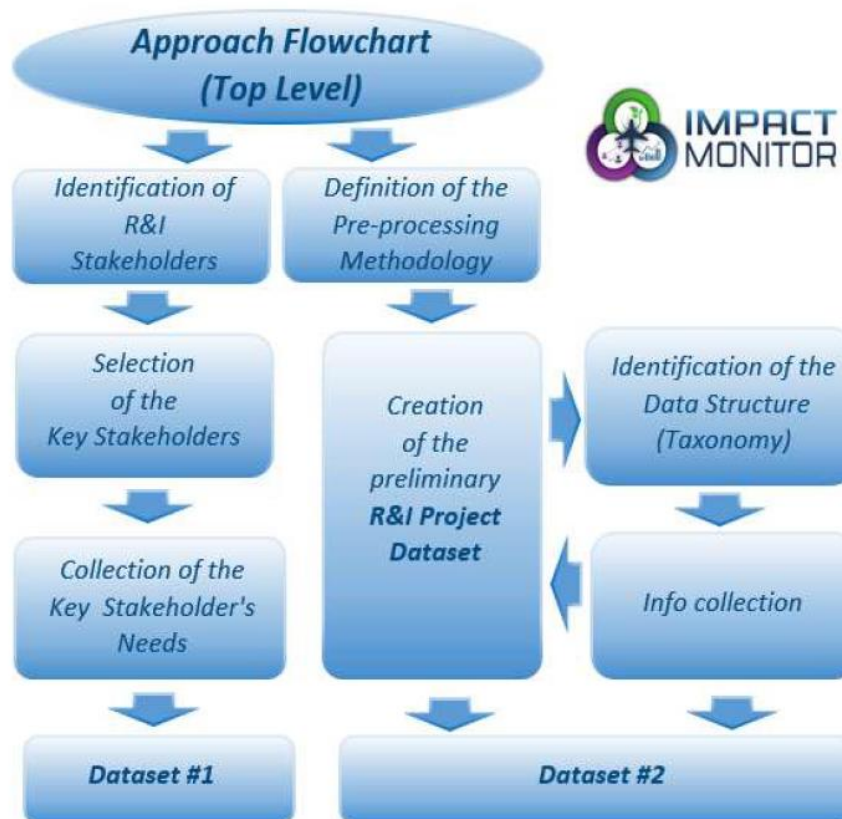 Approach Flowchart
(Top Level)
IMPACT
MONITOR
Identification of
R&I
Stakeholders
Definition of the
Pre-processing
Methodology
Selection
of the
Key Stakeholders
Creation
of the
preliminary
R&I Project
Dataset
Identification of the
Data Structure
(Taxonomy)
Collection of the
Key Stakeholder's
Needs
Info collection
Dataset #1
Dataset #2